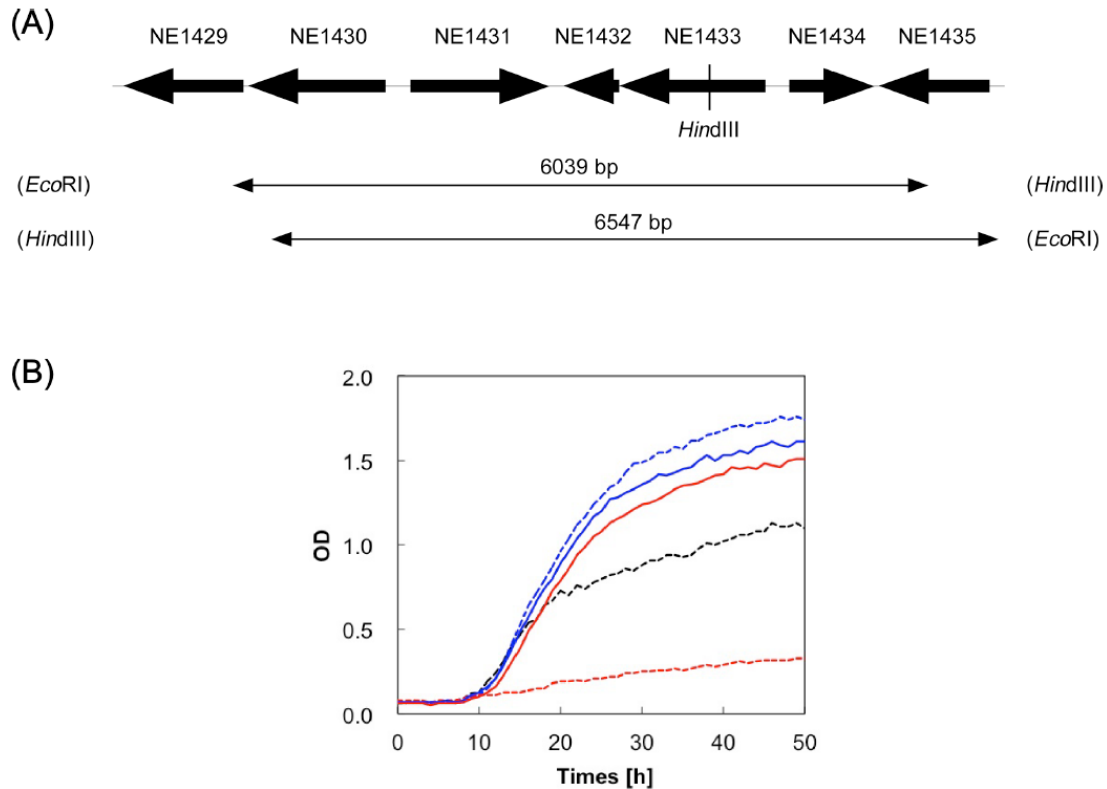 (A)
NE1429 NE1430 NE1431 NE1432 NE1433 NE1434 NE1435
HindIII
(EcoRI) 6039 bp (HindIII)
(HindIII) 6547 bp (EcoRI)
(B)
2.0
1.5
1.0
0.5
0.0
OD
0 10 20 30 40 50
Times [h]